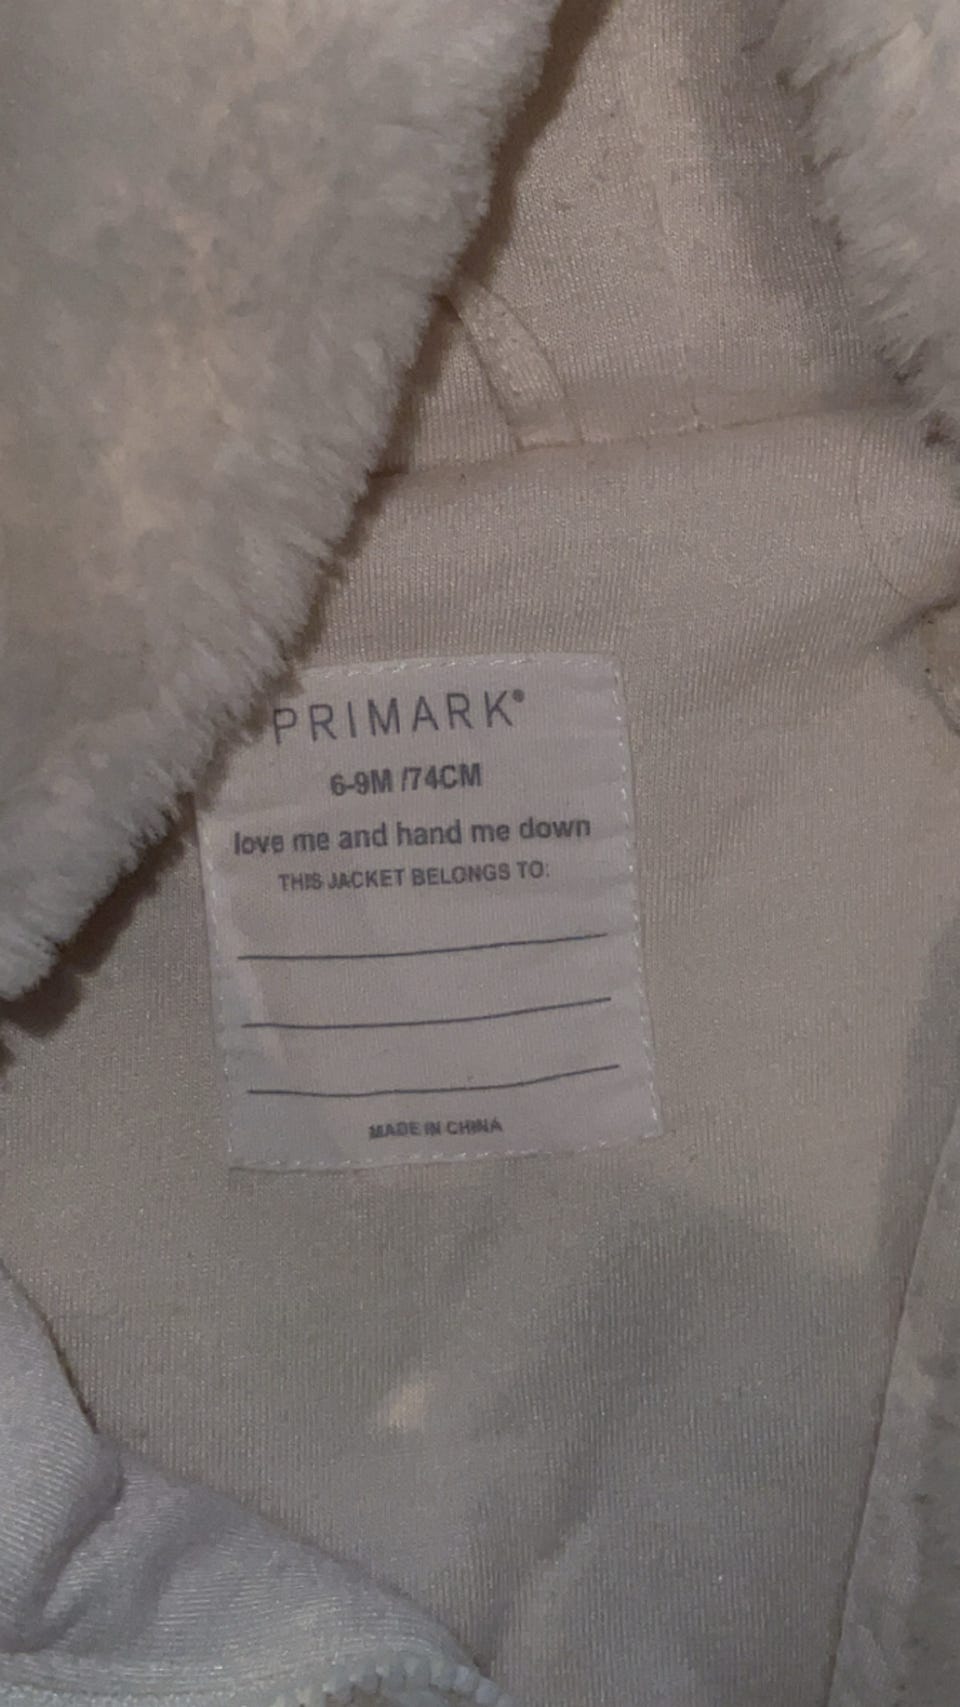 PRIMARK®
6-9M /74CM
love me and hand me down
THIS JACKET BELONGS TO:
MADE IN CHINA